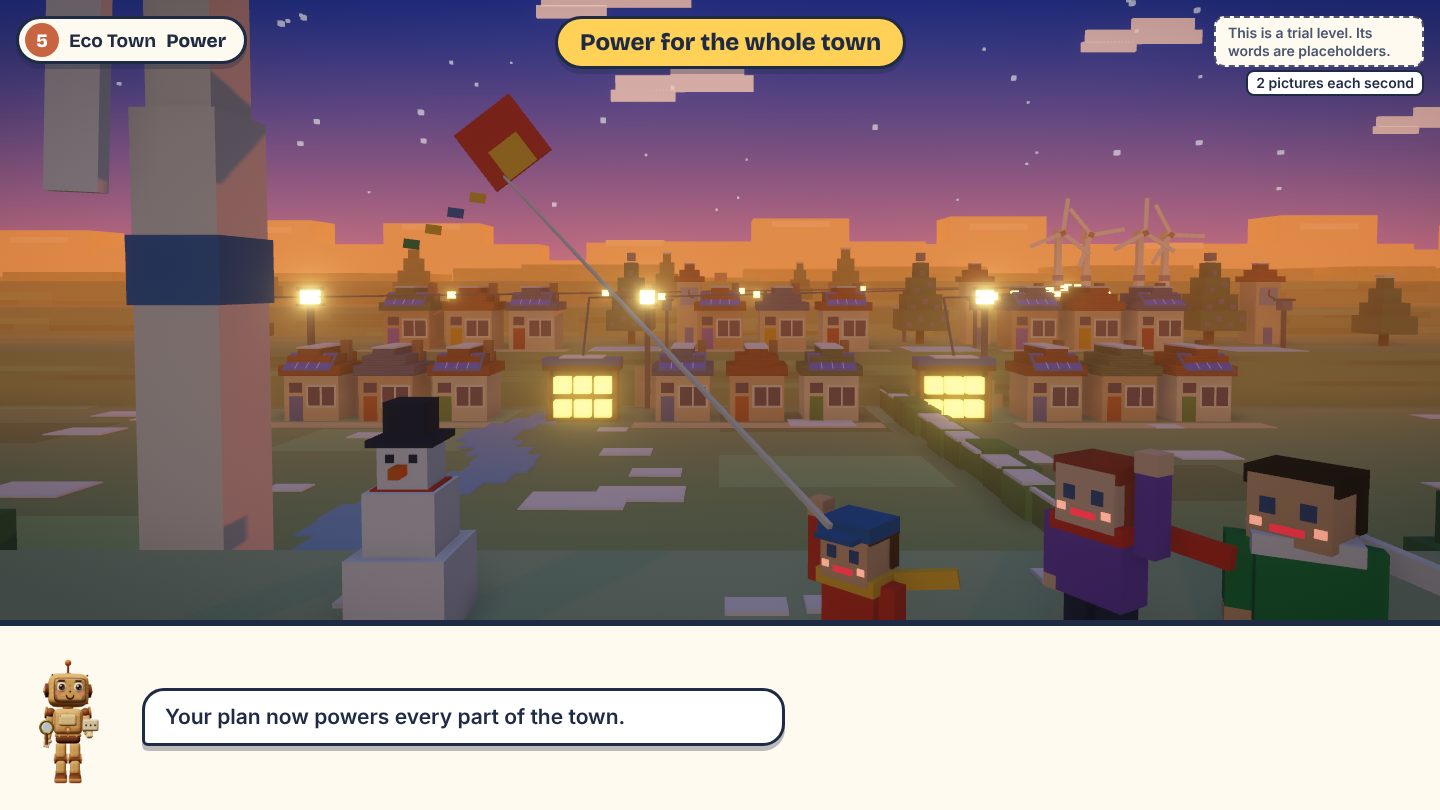 5 Eco Town Power
Power for the whole town
This is a trial level. Its
words are placeholders.
2 pictures each second
Your plan now powers every part of the town.